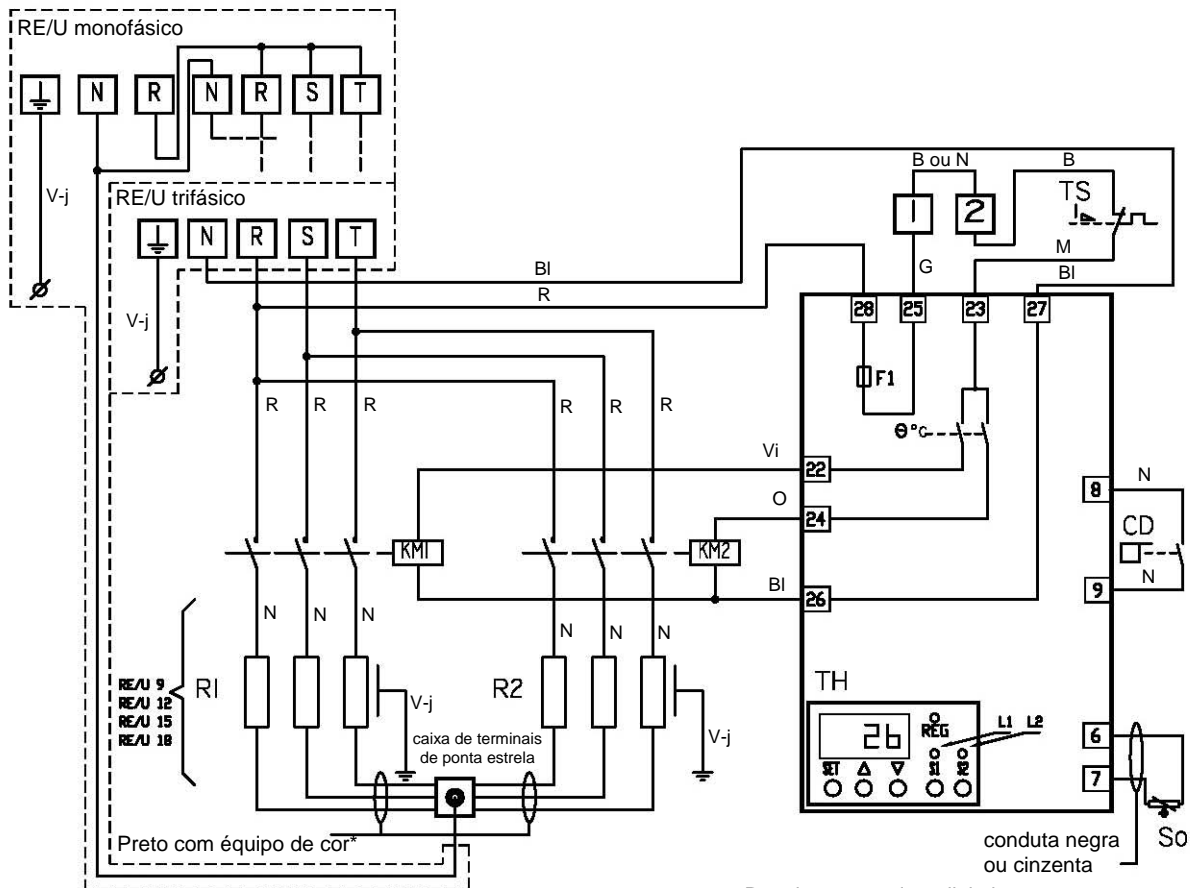 RE/U monofásico
N R N R S T
V-j
RE/U trifásico
N R S T
V-j
B ou N
B
1
2
TS
M
G
Bl
Bl
R
28 25 23 27
F1
θ°C
R R R
R R R
Vi
22
O
24
KM1
KM2
Bl
26
8
N
CD
N
9
N N N
N N N
RE/U 9
RE/U 12
RE/U 15
RE/U 18
R1
R2
V-j
V-j
caixa de terminais
de ponta estrela
TH
26
REG
L1 L2
SET
S1 S2
6
7
So
Preto com équipo de cor*
conduta negra
ou cinzenta